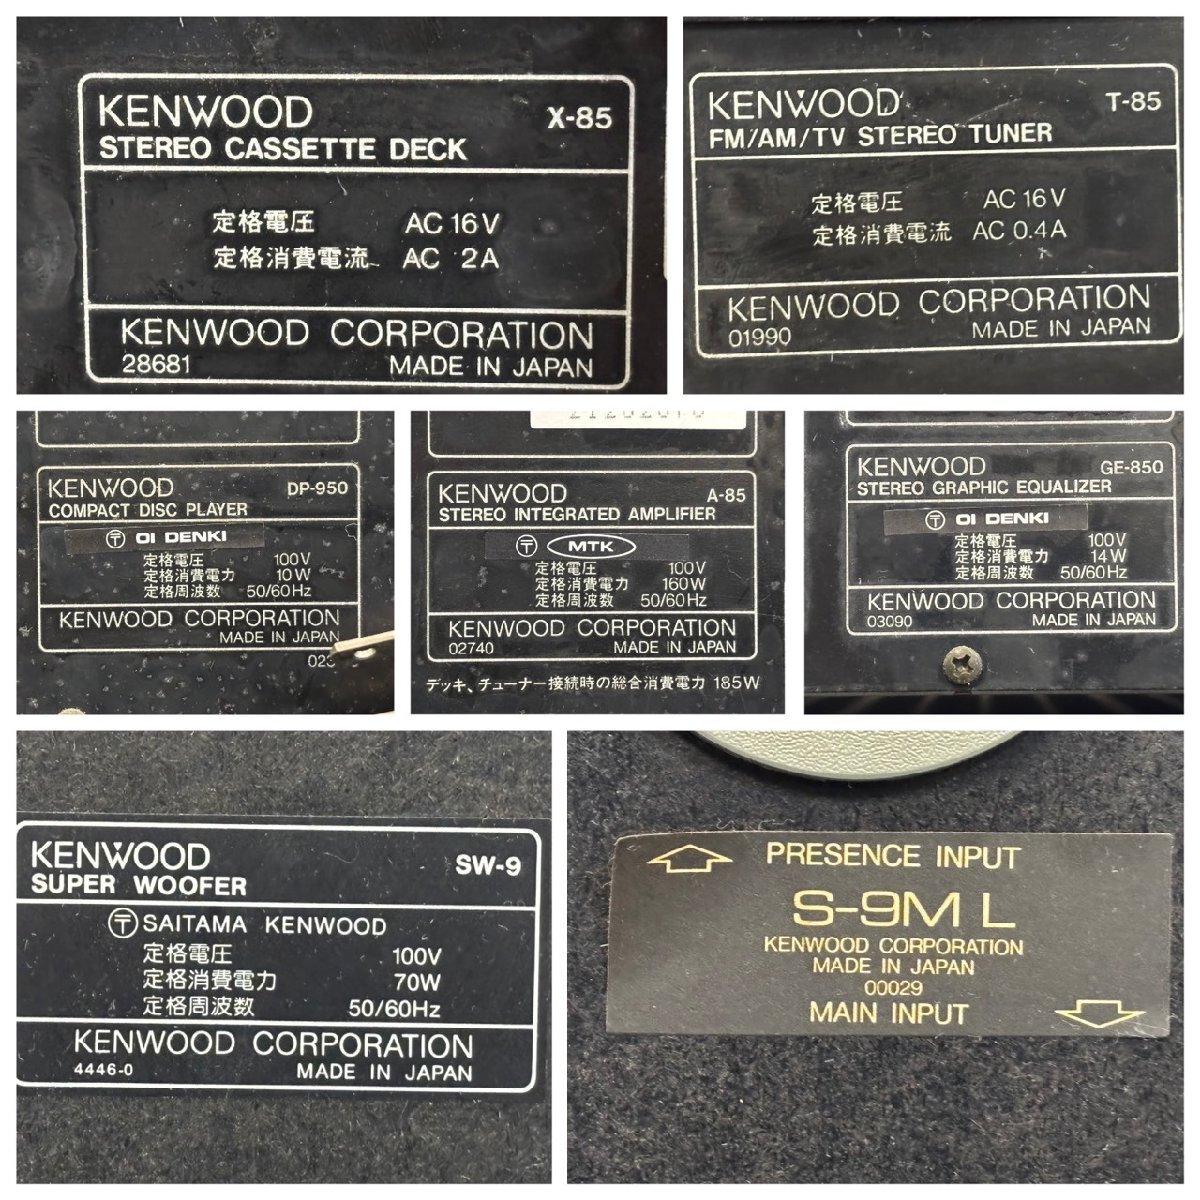 KENWOOD X-85
STEREO CASSETTE DECK
定格電圧 AC 16V
定格消費電流 AC 2A
KENWOOD CORPORATION
28681 MADE IN JAPAN
KENWOOD T-85
FM/AM/TV STEREO TUNER
定格電圧 AC 16V
定格消費電流 AC 0.4A
KENWOOD CORPORATION
01990 MADE IN JAPAN
KENWOOD DP-950
COMPACT DISC PLAYER
〒 OI DENKI
定格電圧 100V
定格消費電力 10W
定格周波数 50/60Hz
KENWOOD CORPORATION
MADE IN JAPAN
KENWOOD A-85
STEREO INTEGRATED AMPLIFIER
〒 MTK
定格電圧 100V
定格消費電力 160W
定格周波数 50/60Hz
KENWOOD CORPORATION
02740 MADE IN JAPAN
デッキ、チューナー接続時の総合消費電力 185W
KENWOOD GE-850
STEREO GRAPHIC EQUALIZER
〒 OI DENKI
定格電圧 100V
定格消費電力 14W
定格周波数 50/60Hz
KENWOOD CORPORATION
03090 MADE IN JAPAN
KENWOOD SW-9
SUPER WOOFER
〒 SAITAMA KENWOOD
定格電圧 100V
定格消費電力 70W
定格周波数 50/60Hz
KENWOOD CORPORATION
4446-0 MADE IN JAPAN
PRESENCE INPUT
S-9M L
KENWOOD CORPORATION
MADE IN JAPAN
00029
MAIN INPUT